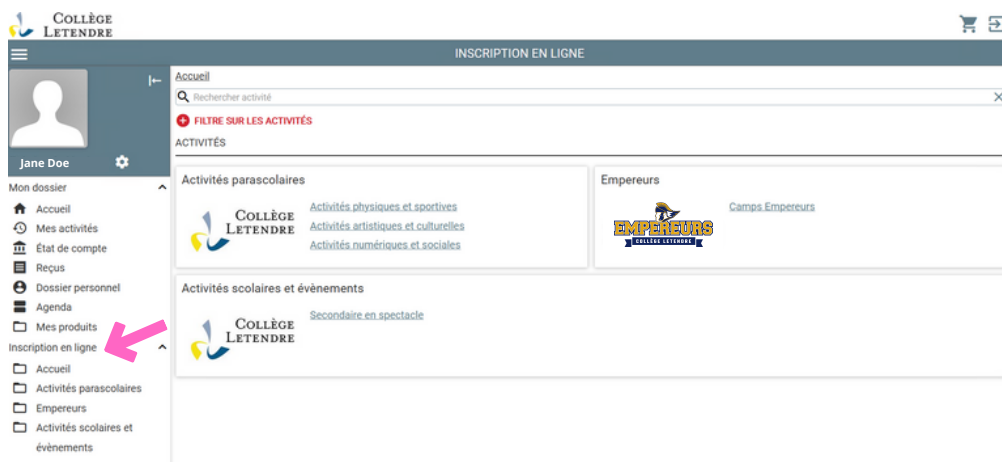 COLLÈGE
LETENDRE
INSCRIPTION EN LIGNE
Jane Doe
Mon dossier
Accueil
Mes activités
État de compte
Reçus
Dossier personnel
Agenda
Mes produits
Inscription en ligne
Accueil
Activités parascolaires
Empereurs
Activités scolaires et
évènements
Accueil
Rechercher activité
FILTRE SUR LES ACTIVITÉS
ACTIVITÉS
Activités parascolaires
COLLÈGE
LETENDRE
Activités physiques et sportives
Activités artistiques et culturelles
Activités numériques et sociales
Empereurs
EMPEREURS
COLLÈGE LETENDRE
Camps Empereurs
Activités scolaires et évènements
COLLÈGE
LETENDRE
Secondaire en spectacle